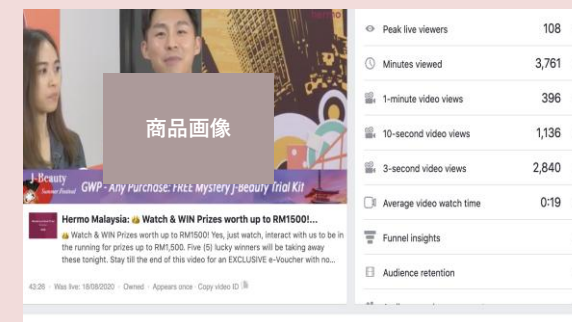 hermo
商品画像
J-Beauty
Summer Festival
GWP - Any Purchase: FREE Mystery J-Beauty Trial Kit
Hermo Malaysia: 👋 Watch & WIN Prizes worth up to RM1500!...
👋 Watch & WIN Prizes worth up to RM1500! Yes, just watch, interact with us to be in
the running for prizes up to RM1,500. Five (5) lucky winners will be taking away
these tonight. Stay till the end of this video for an EXCLUSIVE e-Voucher with no...
43:26 · Was live: 18/08/2020 · Owned · Appears once · Copy video ID
Peak live viewers 108
Minutes viewed 3,761
1-minute video views 396
10-second video views 1,136
3-second video views 2,840
Average video watch time 0:19
Funnel insights
Audience retention